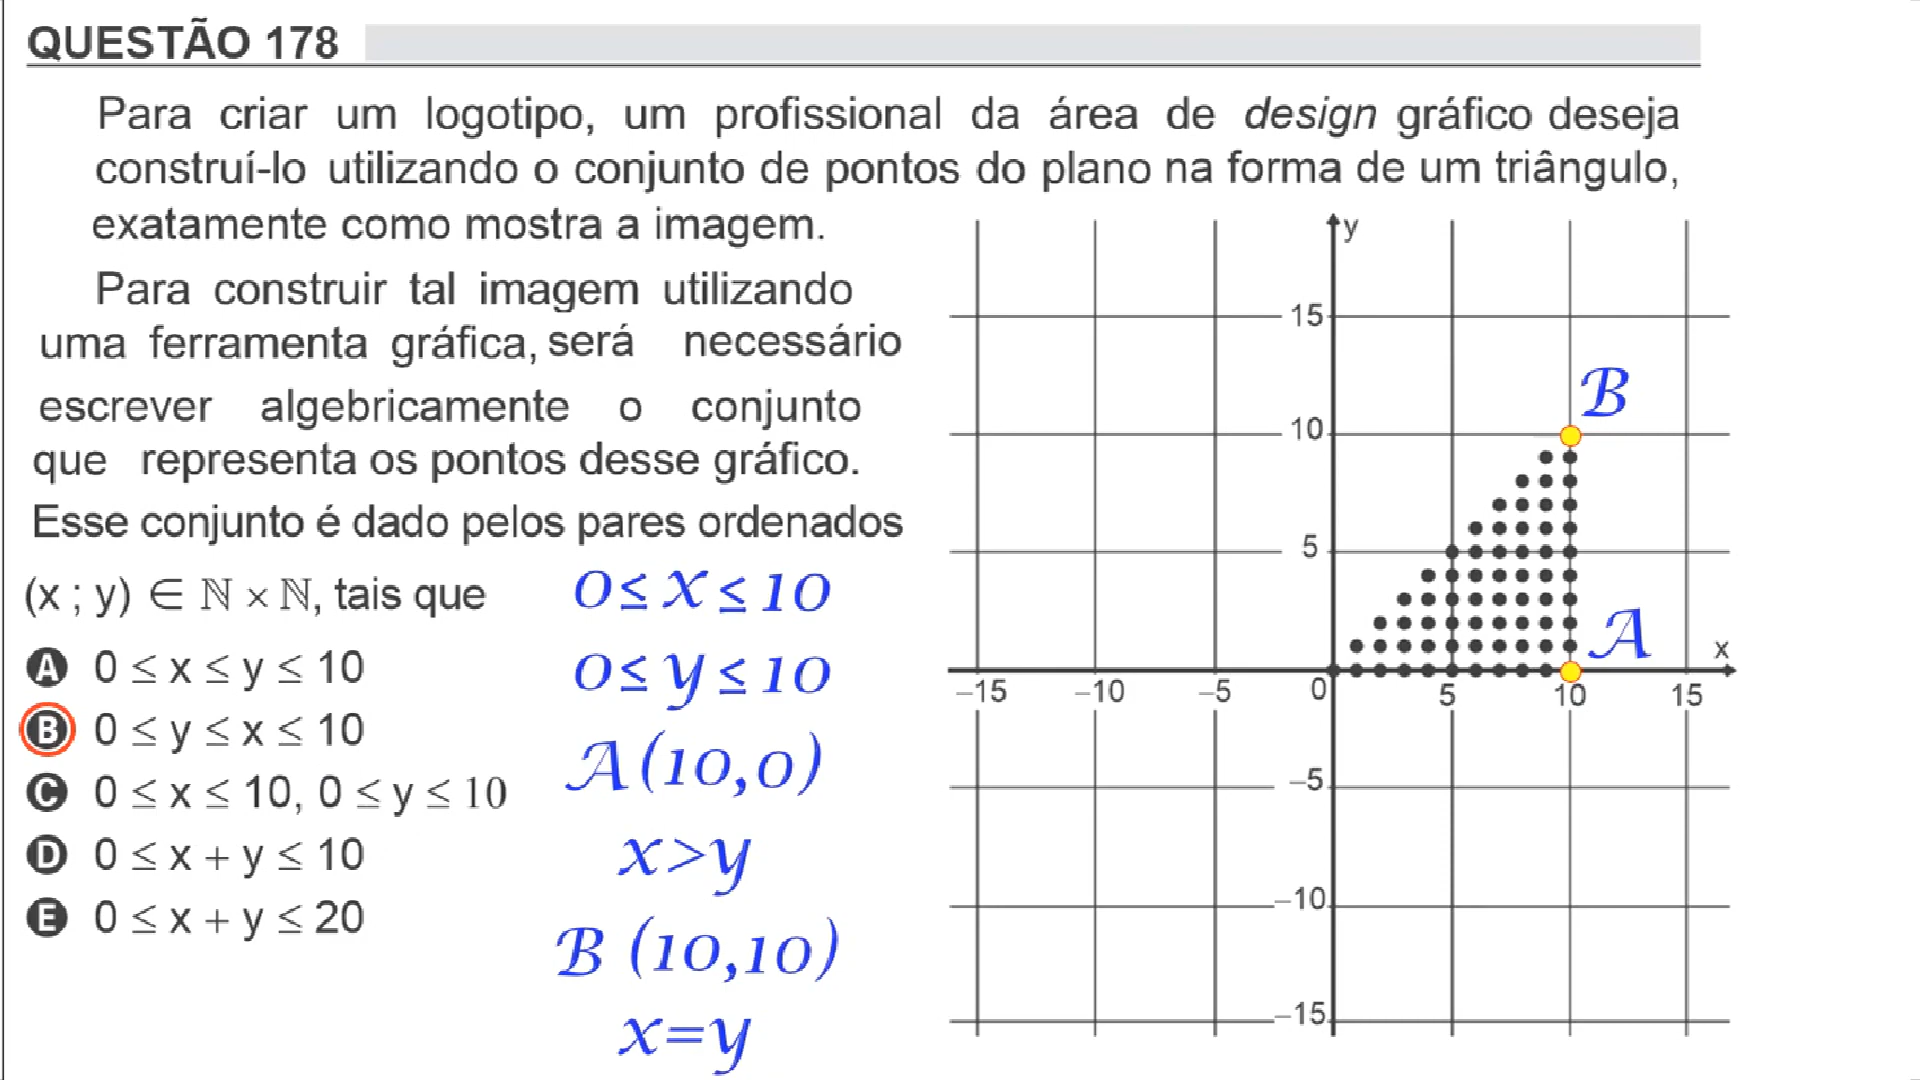 QUESTÃO 178
Para criar um logotipo, um profissional da área de design gráfico deseja
construí-lo utilizando o conjunto de pontos do plano na forma de um triângulo,
exatamente como mostra a imagem.
Para construir tal imagem utilizando
uma ferramenta gráfica, será necessário
escrever algebricamente o conjunto
que representa os pontos desse gráfico.
Esse conjunto é dado pelos pares ordenados
(x ; y) ∈ ℕ × ℕ, tais que
A 0 ≤ x ≤ y ≤ 10
B 0 ≤ y ≤ x ≤ 10
C 0 ≤ x ≤ 10, 0 ≤ y ≤ 10
D 0 ≤ x + y ≤ 10
E 0 ≤ x + y ≤ 20
0 ≤ x ≤ 10
0 ≤ y ≤ 10
A (10,0)
x>y
B (10,10)
x=y
y
15
B
10
5
A
x
–15 –10 –5 0 5 10 15
–5
–10
–15